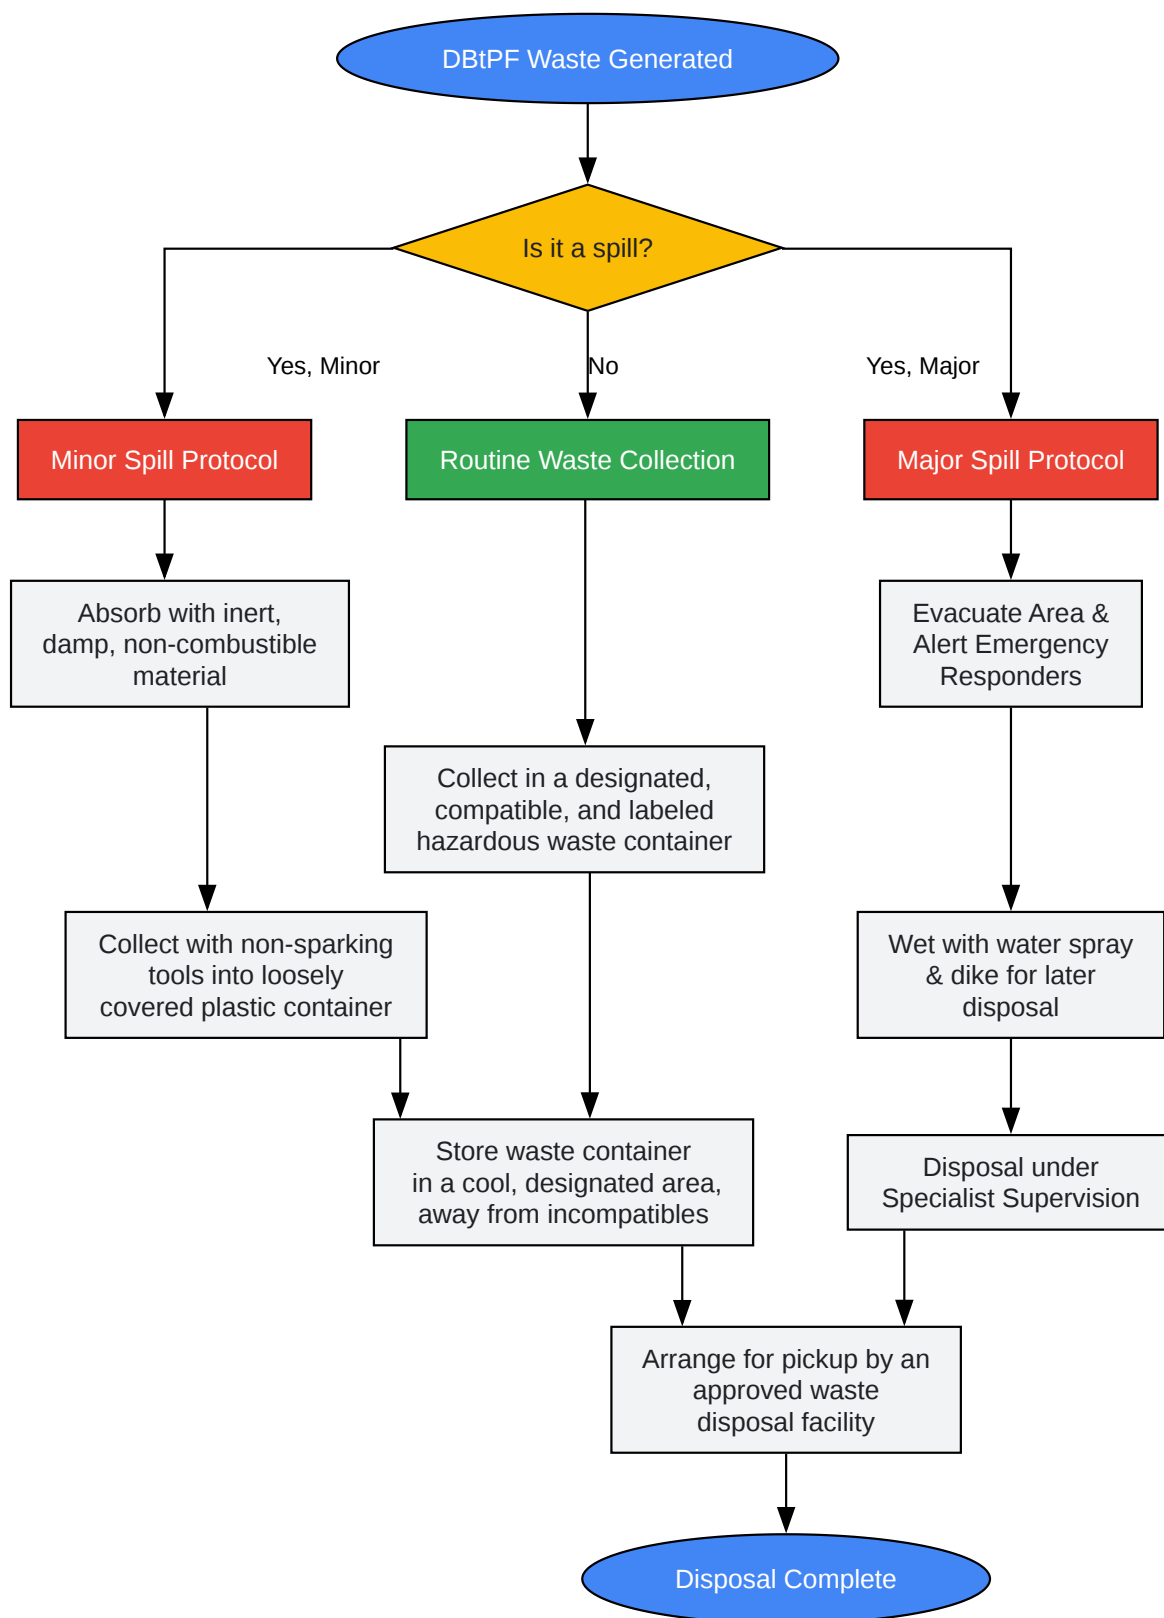 DBtPF Waste Generated
Is it a spill?
Yes, Minor
No
Yes, Major
Minor Spill Protocol
Routine Waste Collection
Major Spill Protocol
Absorb with inert,
damp, non-combustible
material
Evacuate Area &
Alert Emergency
Responders
Collect in a designated,
compatible, and labeled
hazardous waste container
Collect with non-sparking
tools into loosely
covered plastic container
Wet with water spray
& dike for later
disposal
Store waste container
in a cool, designated area,
away from incompatibles
Disposal under
Specialist Supervision
Arrange for pickup by an
approved waste
disposal facility
Disposal Complete